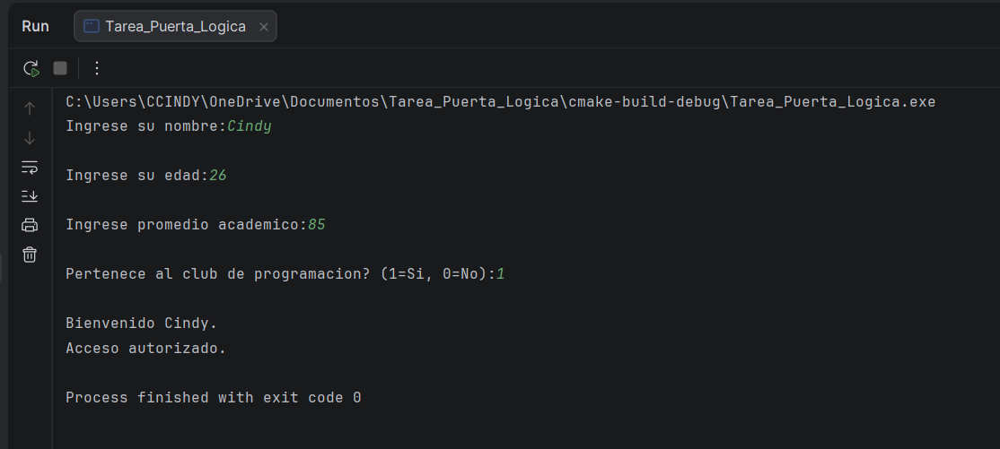 Run
Tarea_Puerta_Logica
C:\Users\CCINDY\OneDrive\Documentos\Tarea_Puerta_Logica\cmake-build-debug\Tarea_Puerta_Logica.exe
Ingrese su nombre:Cindy
Ingrese su edad:26
Ingrese promedio academico:85
Pertenece al club de programacion? (1=Si, 0=No):1
Bienvenido Cindy.
Acceso autorizado.
Process finished with exit code 0